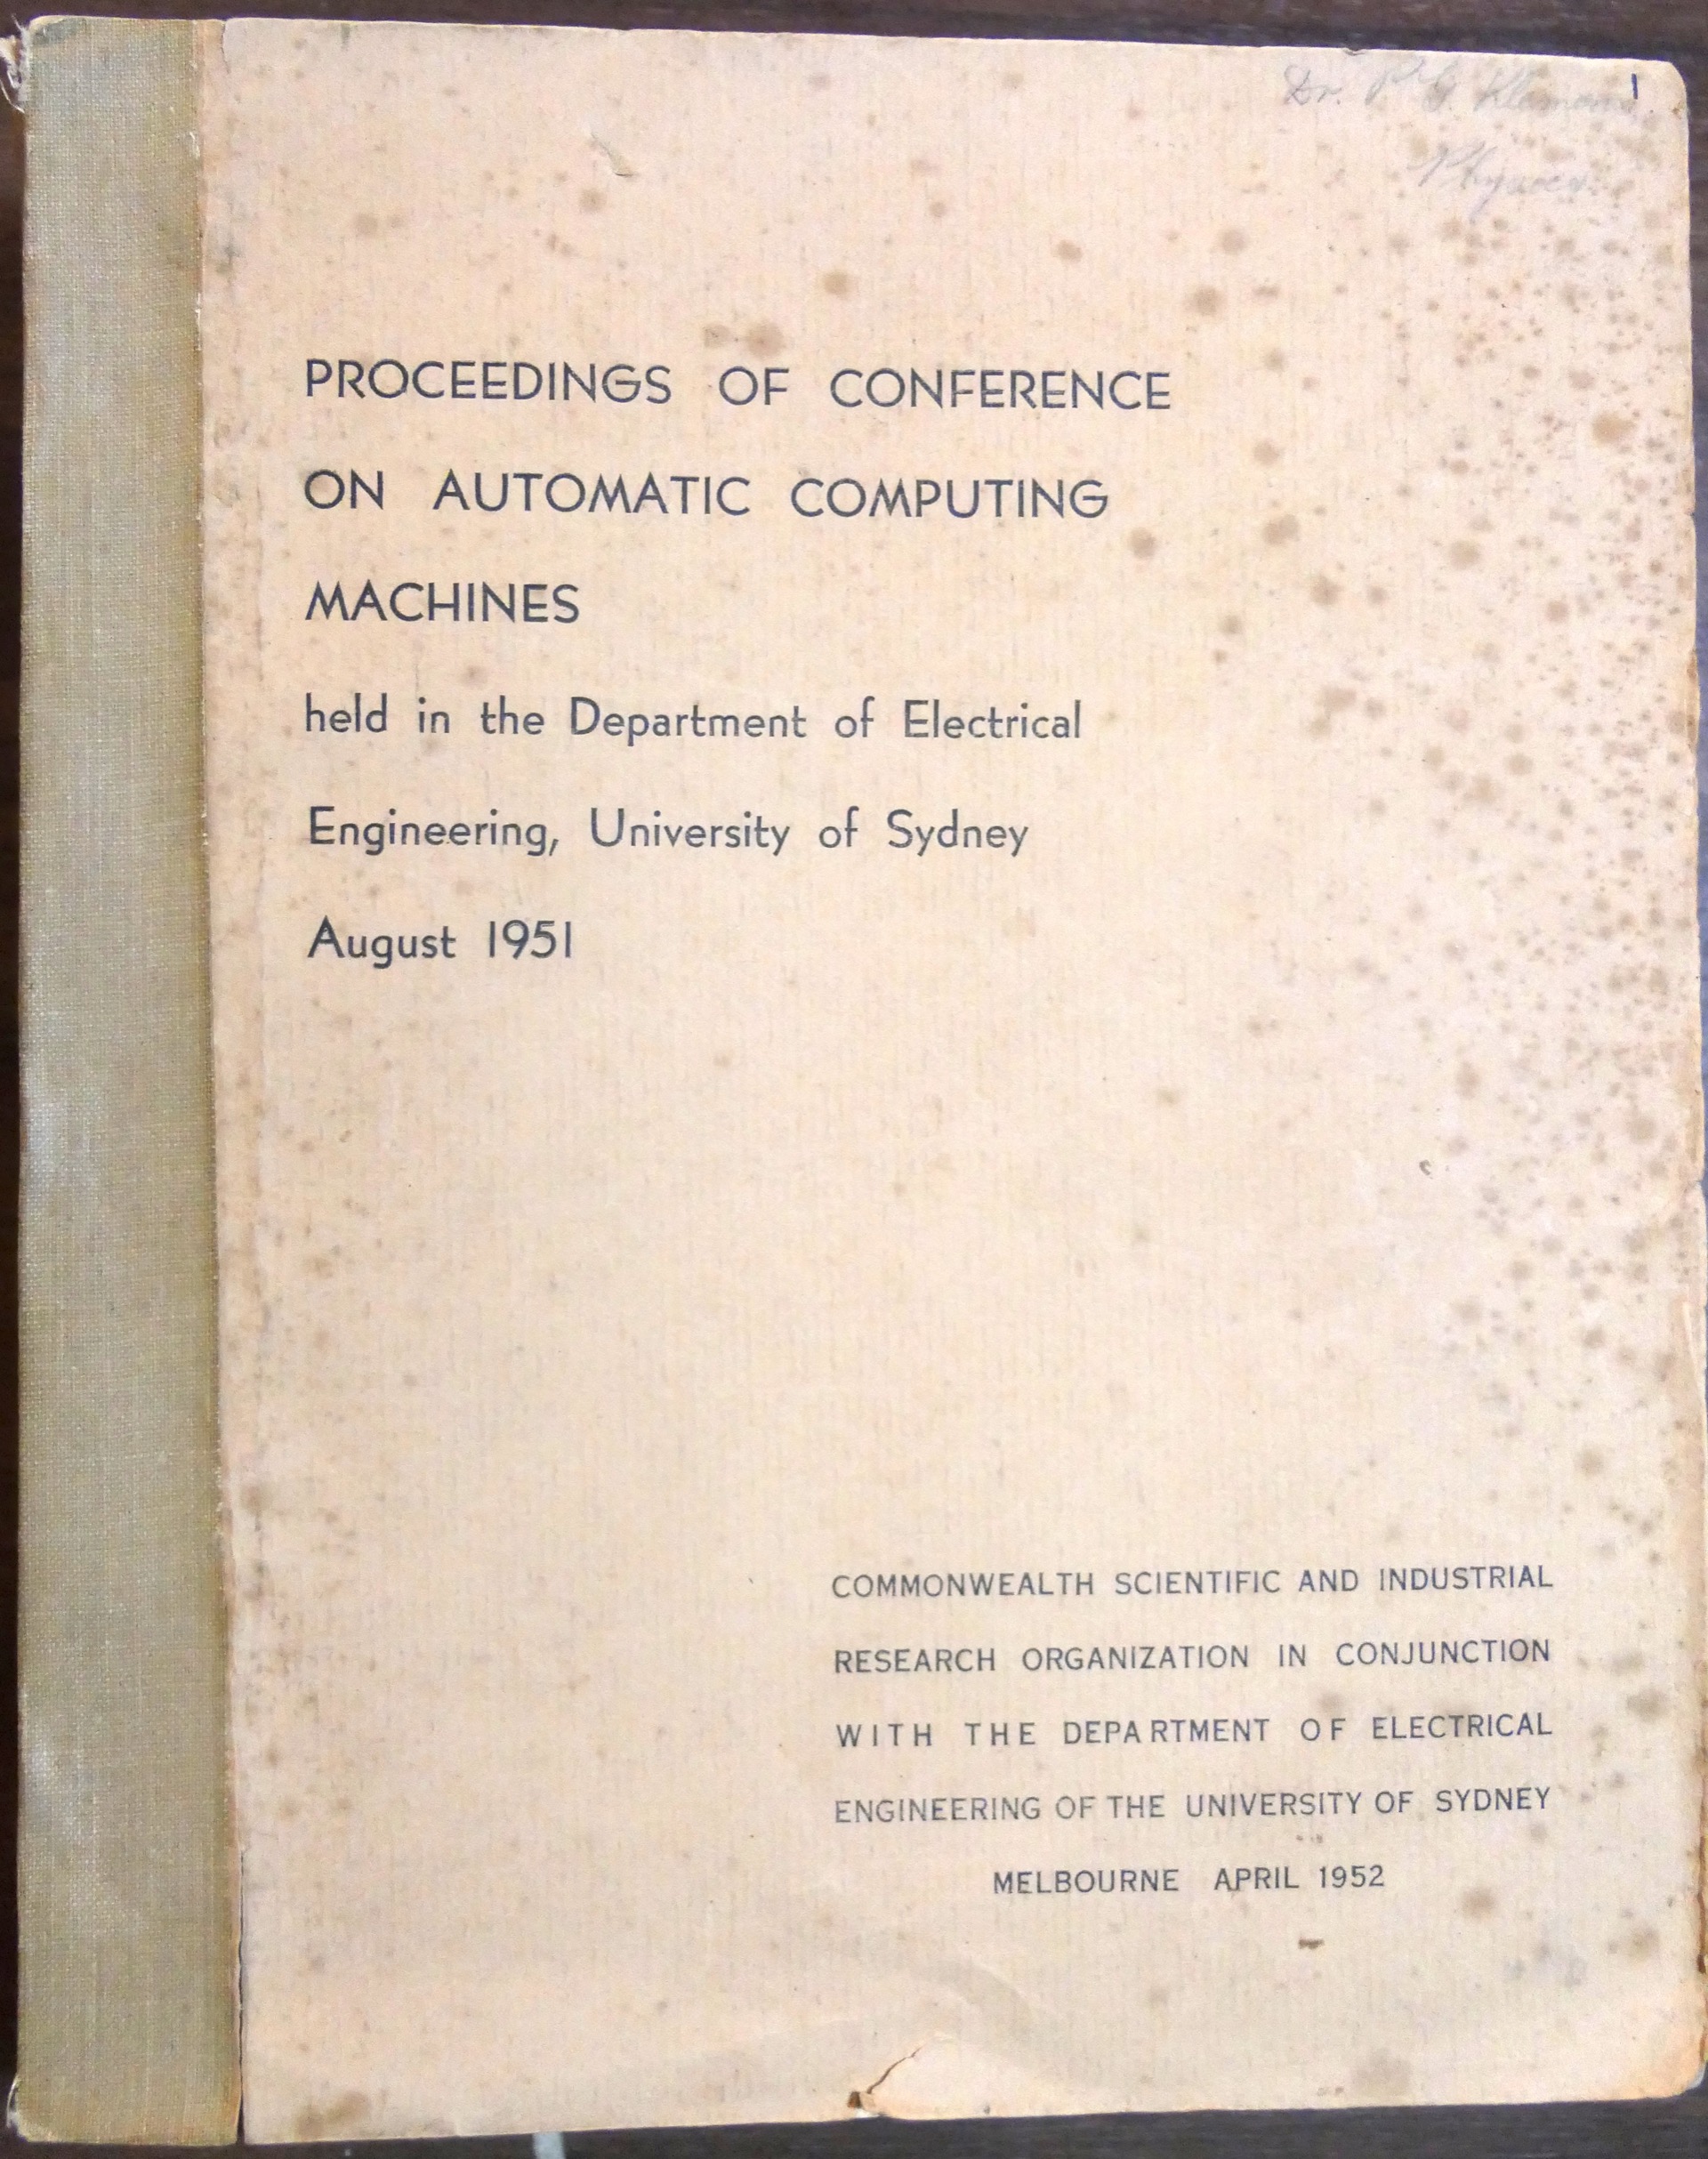 Dr. P G.
Physics
PROCEEDINGS OF CONFERENCE
ON AUTOMATIC COMPUTING
MACHINES
held in the Department of Electrical
Engineering, University of Sydney
August 1951
COMMONWEALTH SCIENTIFIC AND INDUSTRIAL
RESEARCH ORGANIZATION IN CONJUNCTION
WITH THE DEPARTMENT OF ELECTRICAL
ENGINEERING OF THE UNIVERSITY OF SYDNEY
MELBOURNE APRIL 1952